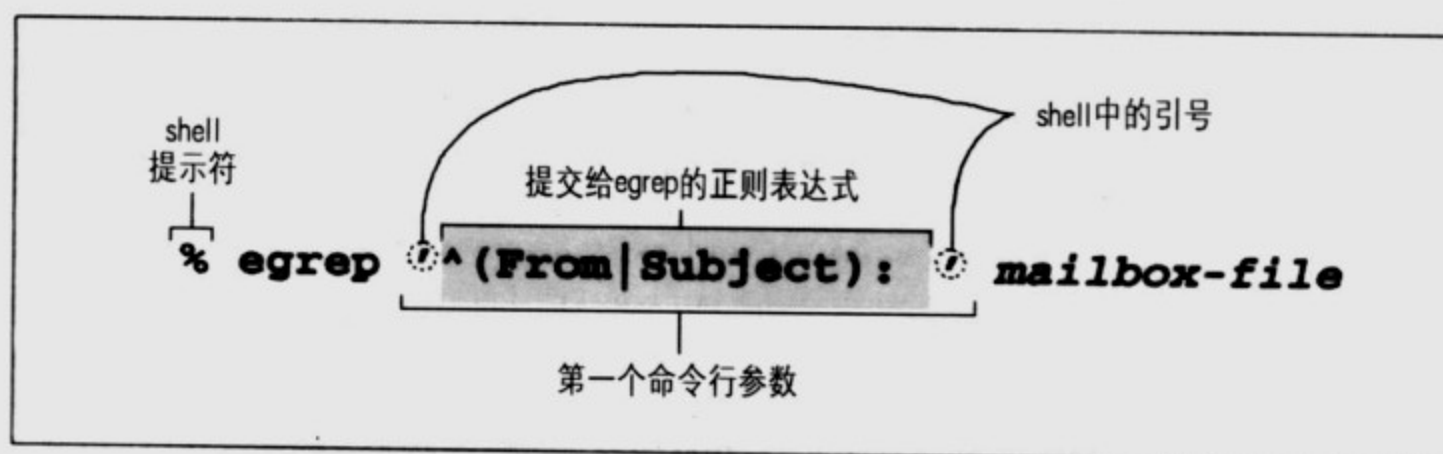 shell
提示符
shell中的引号
提交给egrep的正则表达式
% egrep '^(From|Subject): ' mailbox-file
第一个命令行参数